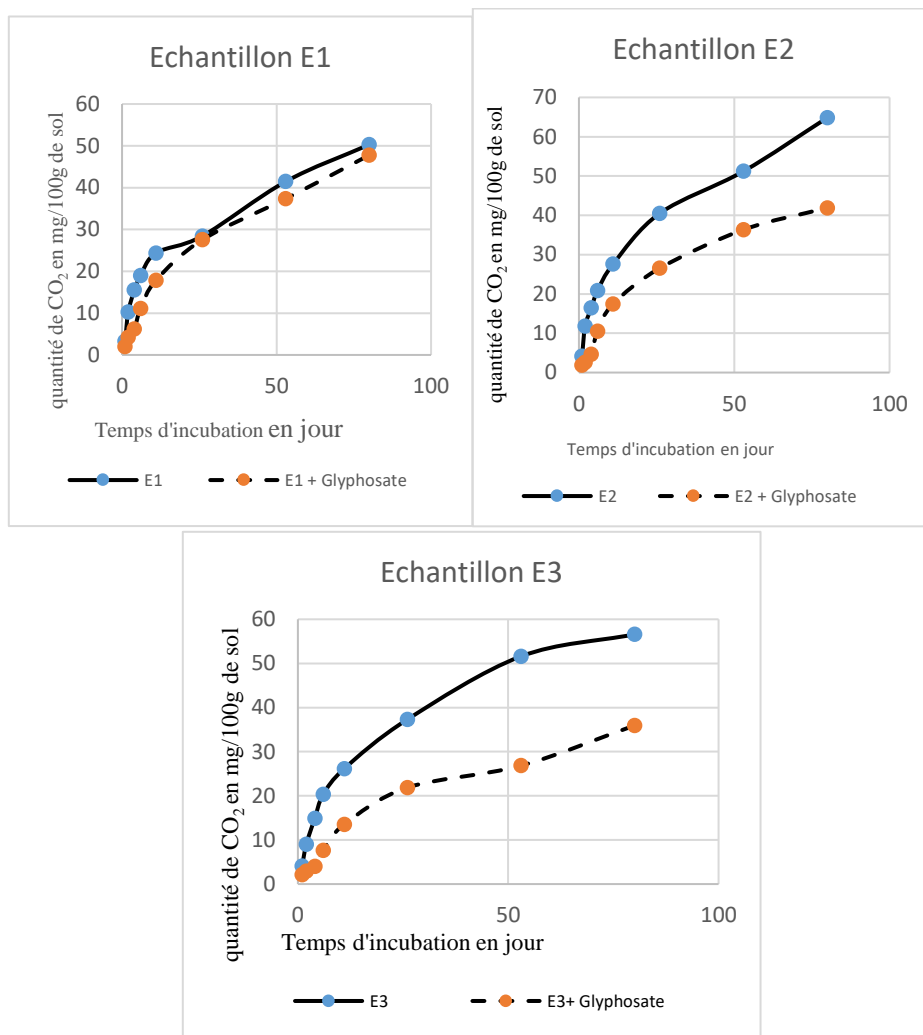 Echantillon E1
quantité de CO₂ en mg/100g de sol
60
50
40
30
20
10
0
0 50 100
Temps d'incubation en jour
E1 E1 + Glyphosate
Echantillon E2
quantité de CO₂ en mg/100g de sol
70
60
50
40
30
20
10
0
0 50 100
Temps d'incubation en jour
E2 E2 + Glyphosate
Echantillon E3
quantité de CO₂ en mg/100g de sol
60
50
40
30
20
10
0
0 50 100
Temps d'incubation en jour
E3 E3+ Glyphosate